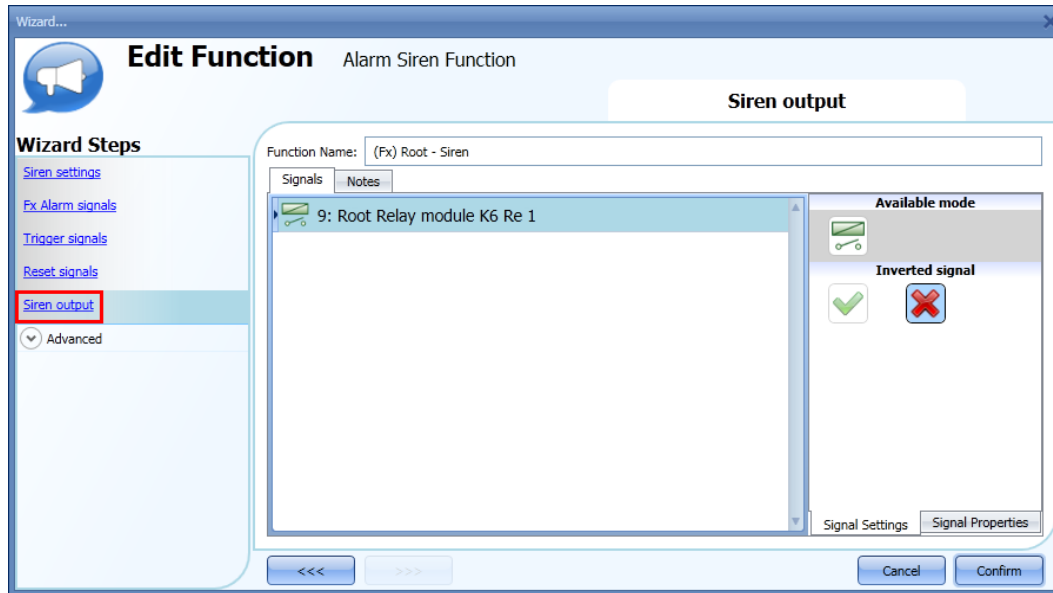 Wizard...
Edit Function Alarm Siren Function
Siren output
Wizard Steps
Siren settings
Fx Alarm signals
Trigger signals
Reset signals
Siren output
Advanced
Function Name: (Fx) Root - Siren
Signals Notes
9: Root Relay module K6 Re 1
Available mode
Inverted signal
Signal Settings Signal Properties
<<< >>> Cancel Confirm